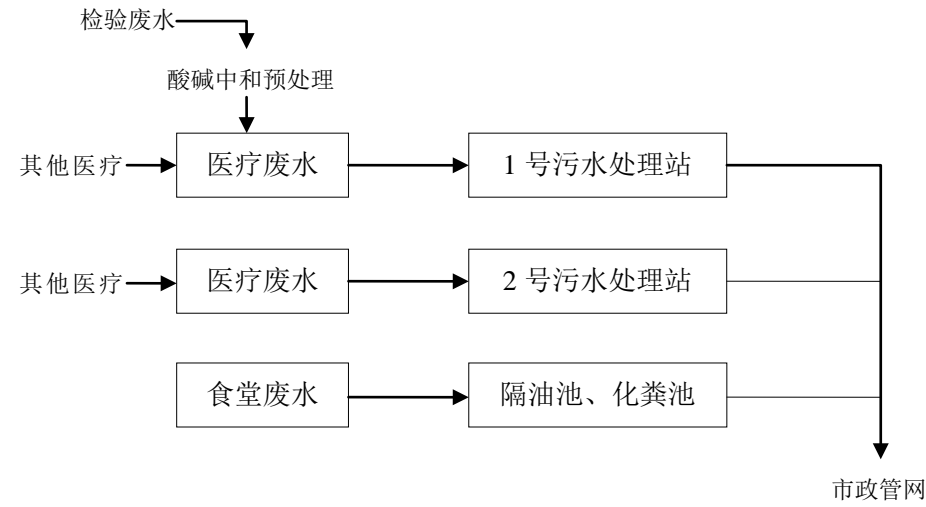 检验废水
酸碱中和预处理
其他医疗
医疗废水
1 号污水处理站
其他医疗
医疗废水
2 号污水处理站
食堂废水
隔油池、化粪池
市政管网